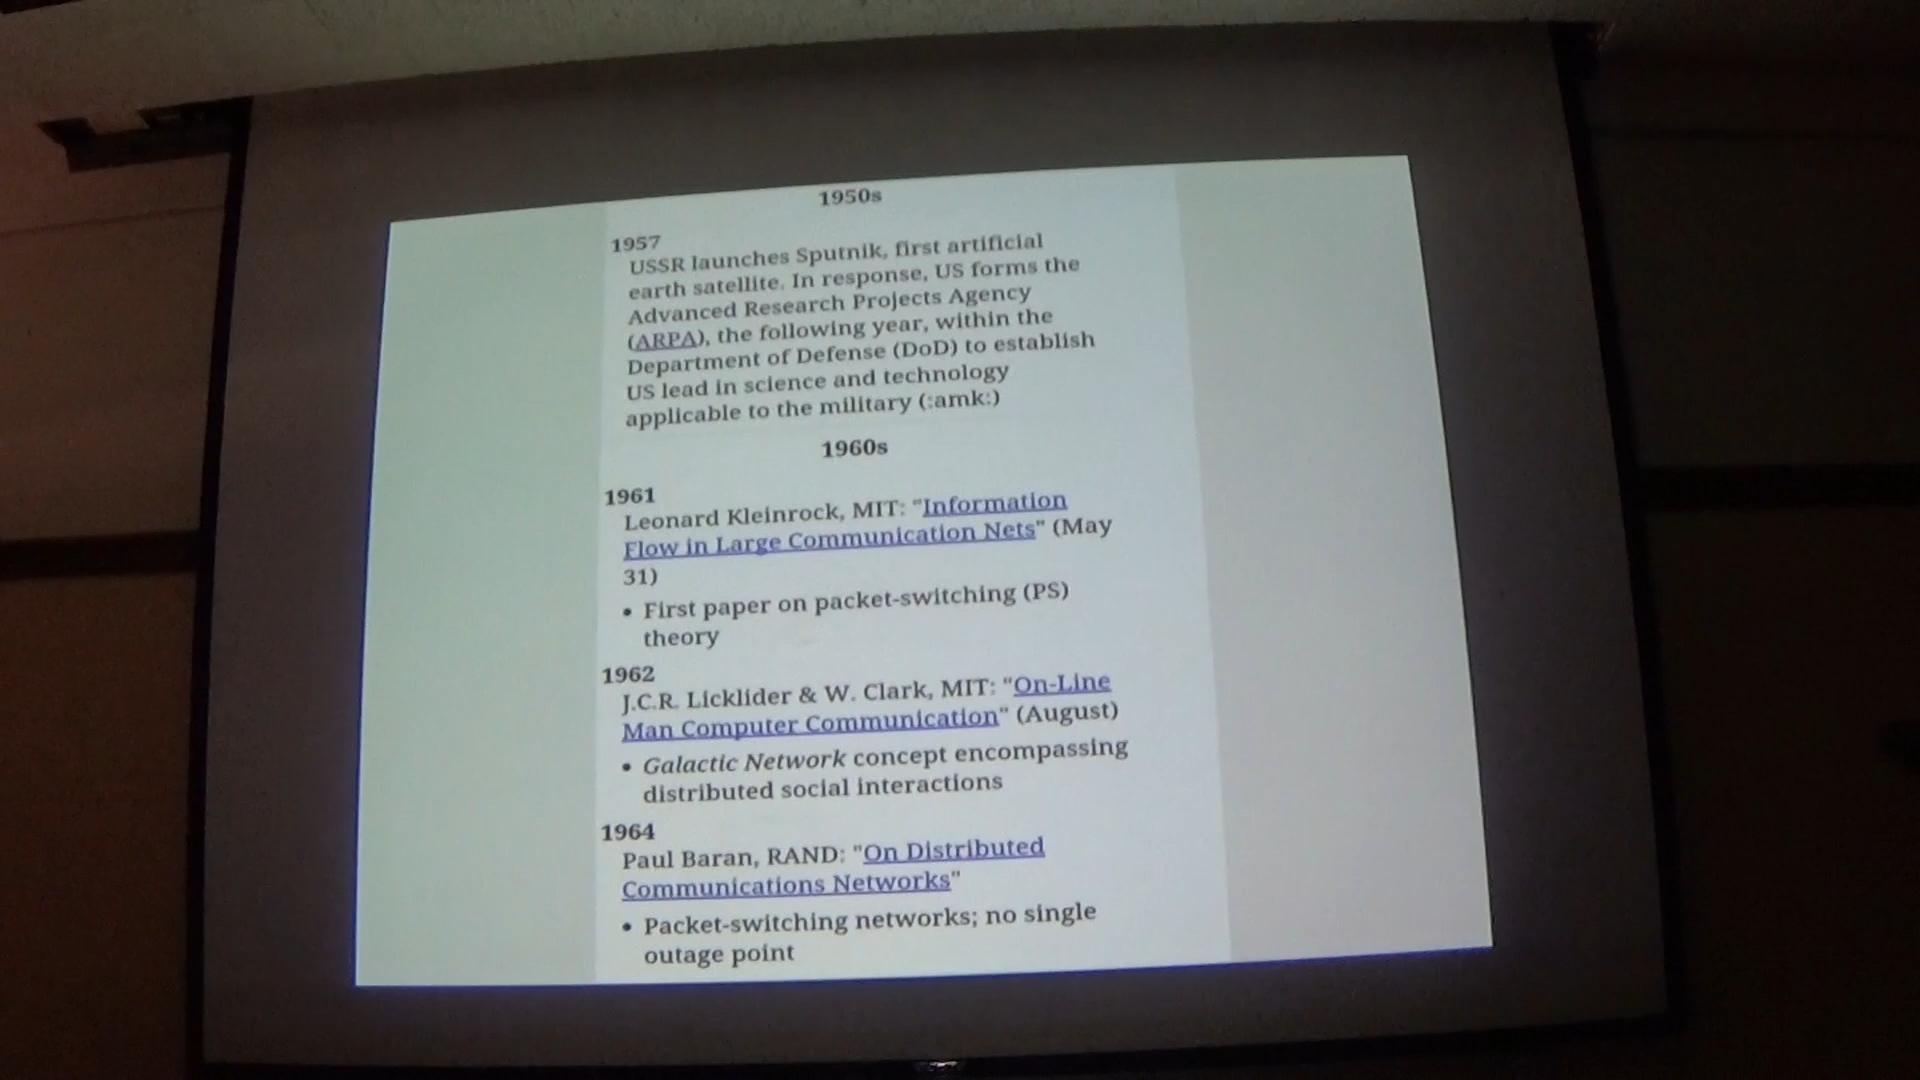 1950s
1957
USSR launches Sputnik, first artificial
earth satellite. In response, US forms the
Advanced Research Projects Agency
(ARPA), the following year, within the
Department of Defense (DoD) to establish
US lead in science and technology
applicable to the military (:amk:)
1960s
1961
Leonard Kleinrock, MIT: "Information
Flow in Large Communication Nets" (May
31)
• First paper on packet-switching (PS)
theory
1962
J.C.R. Licklider & W. Clark, MIT: "On-Line
Man Computer Communication" (August)
• Galactic Network concept encompassing
distributed social interactions
1964
Paul Baran, RAND: "On Distributed
Communications Networks"
• Packet-switching networks; no single
outage point